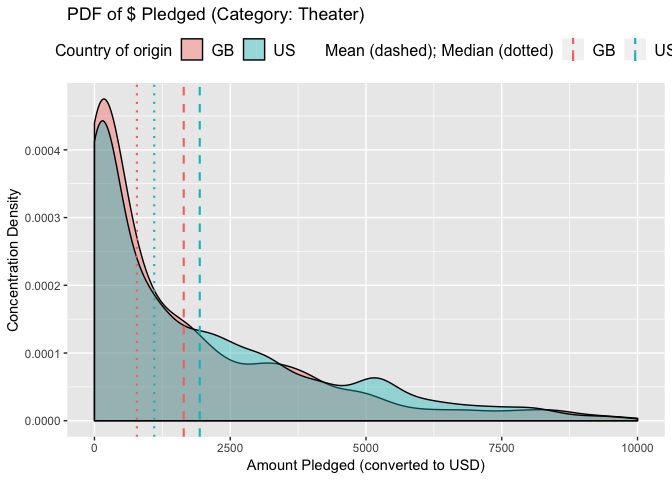 PDF of $ Pledged (Category: Theater)
Country of origin GB US Mean (dashed); Median (dotted) GB US
0.0004
0.0003
0.0002
0.0001
0.0000
Concentration Density
0 2500 5000 7500 10000
Amount Pledged (converted to USD)